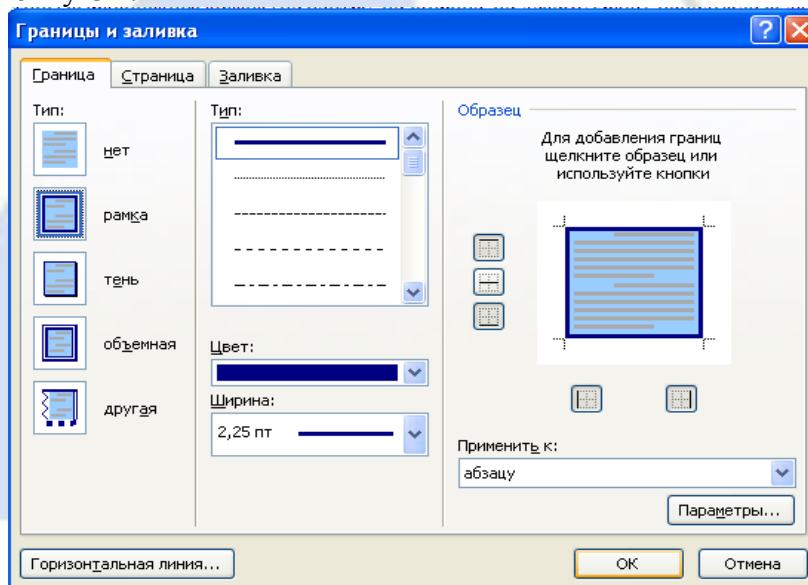 Границы и заливка
Граница
Страница
Заливка
Тип:
нет
рамка
тень
объемная
другая
Тип:
Цвет:
Ширина:
2,25 пт
Образец
Для добавления границ
щелкните образец или
используйте кнопки
Применить к:
абзацу
Параметры...
Горизонтальная линия...
ОК
Отмена